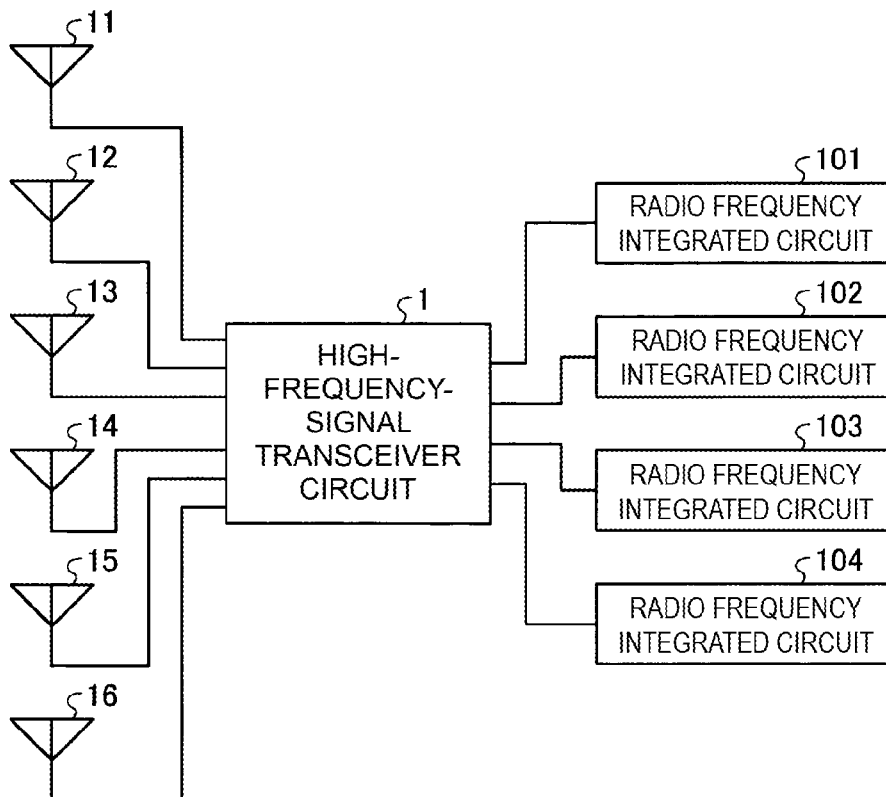 11
12
13
14
15
16
1
HIGH-
FREQUENCY-
SIGNAL
TRANSCEIVER
CIRCUIT
101
RADIO FREQUENCY
INTEGRATED CIRCUIT
102
RADIO FREQUENCY
INTEGRATED CIRCUIT
103
RADIO FREQUENCY
INTEGRATED CIRCUIT
104
RADIO FREQUENCY
INTEGRATED CIRCUIT